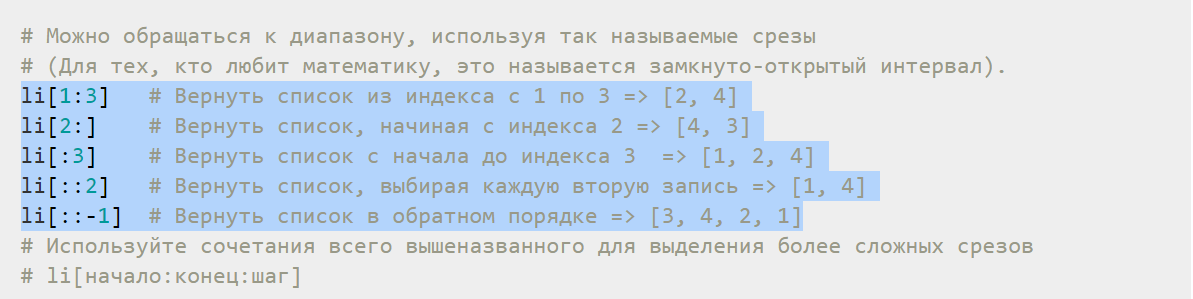 # Можно обращаться к диапазону, используя так называемые срезы
# (Для тех, кто любит математику, это называется замкнуто-открытый интервал).
li[1:3]   # Вернуть список из индекса с 1 по 3 => [2, 4]
li[2:]    # Вернуть список, начиная с индекса 2 => [4, 3]
li[:3]    # Вернуть список с начала до индекса 3  => [1, 2, 4]
li[::2]   # Вернуть список, выбирая каждую вторую запись => [1, 4]
li[::-1]  # Вернуть список в обратном порядке => [3, 4, 2, 1]
# Используйте сочетания всего вышеназванного для выделения более сложных срезов
# li[начало:конец:шаг]